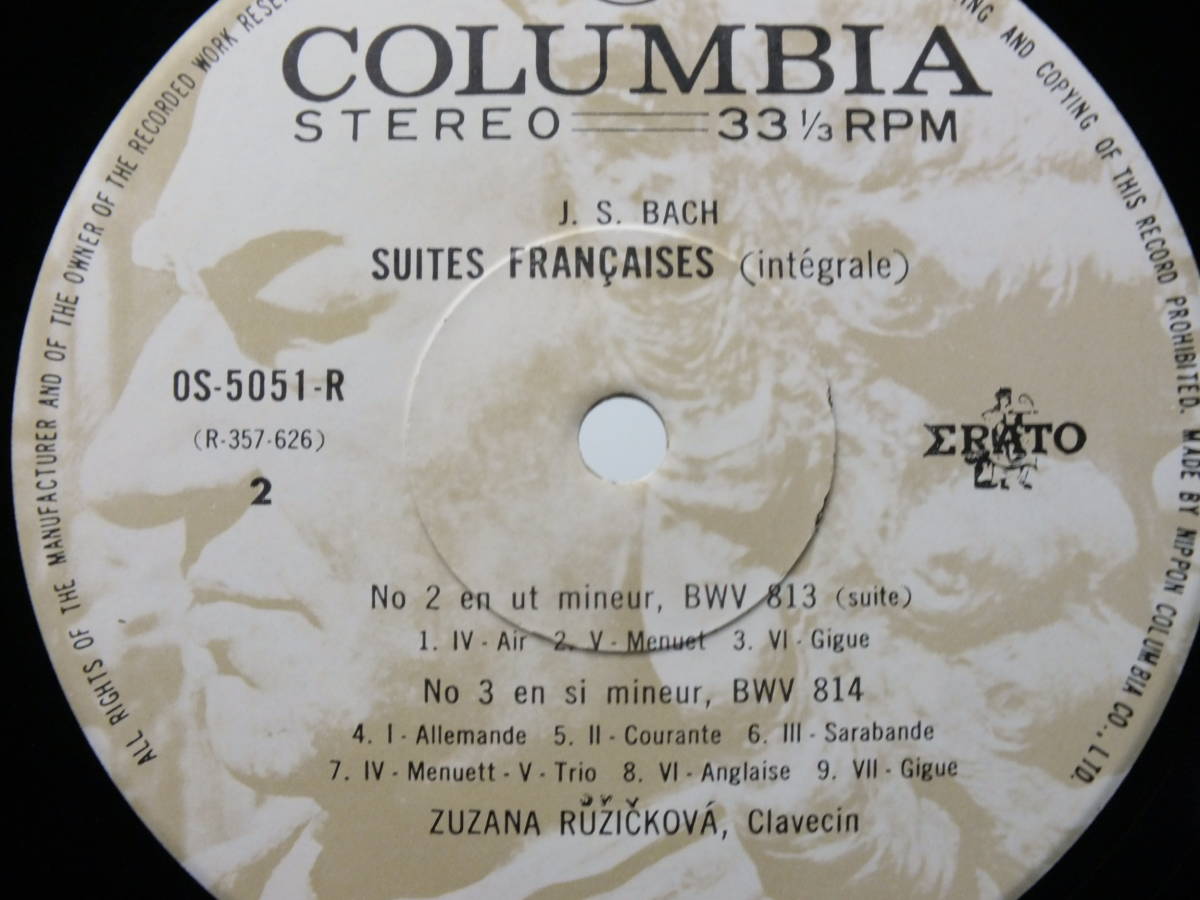 COLUMBIA
STEREO 33 ⅓ RPM
J. S. BACH
SUITES FRANÇAISES (intégrale)
OS-5051-R
(R-357-626)
2
ΣRATO
No 2 en ut mineur, BWV 813 (suite)
1. IV - Air 2. V - Menuet 3. VI - Gigue
No 3 en si mineur, BWV 814
4. I - Allemande 5. II - Courante 6. III - Sarabande
7. IV - Menuett - V - Trio 8. VI - Anglaise 9. VII - Gigue
ZUZANA RŮŽIČKOVÁ, Clavecin
ALL RIGHTS OF THE MANUFACTURER AND OF THE OWNER OF THE RECORDED WORK
AND COPYING OF THIS RECORD PROHIBITED. MADE BY NIPPON COLUMBIA CO., LTD.